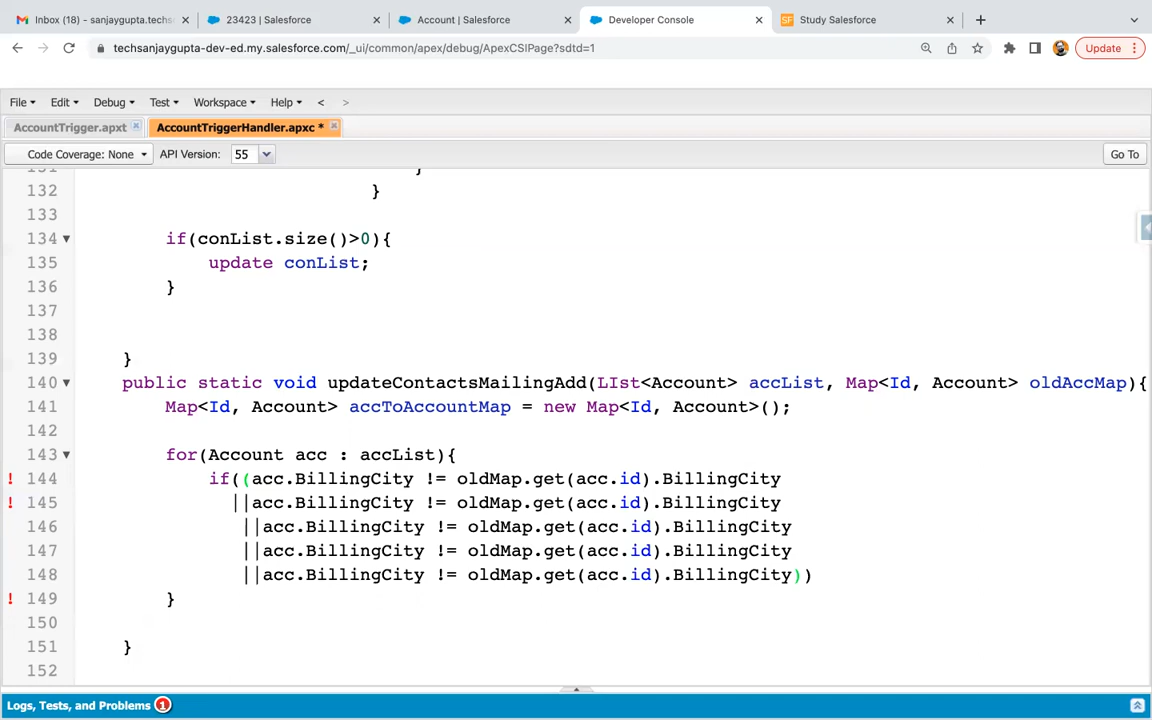 Inbox (18) - sanjaygupta.techs
23423 | Salesforce
Account | Salesforce
Developer Console
Study Salesforce
techsanjaygupta-dev-ed.my.salesforce.com/_ui/common/apex/debug/ApexCSIPage?sdtd=1
Update
File Edit Debug Test Workspace Help < >
AccountTrigger.apxt
AccountTriggerHandler.apxc *
Code Coverage: None API Version: 55 Go To
131 }
132 }
133
134 if(conList.size()>0){
135 update conList;
136 }
137
138
139 }
140 public static void updateContactsMailingAdd(LIst<Account> accList, Map<Id, Account> oldAccMap){
141 Map<Id, Account> accToAccountMap = new Map<Id, Account>();
142
143 for(Account acc : accList){
! 144 if((acc.BillingCity != oldMap.get(acc.id).BillingCity
! 145 ||acc.BillingCity != oldMap.get(acc.id).BillingCity
146 ||acc.BillingCity != oldMap.get(acc.id).BillingCity
147 ||acc.BillingCity != oldMap.get(acc.id).BillingCity
148 ||acc.BillingCity != oldMap.get(acc.id).BillingCity))
! 149 }
150
151 }
152
Logs, Tests, and Problems 1